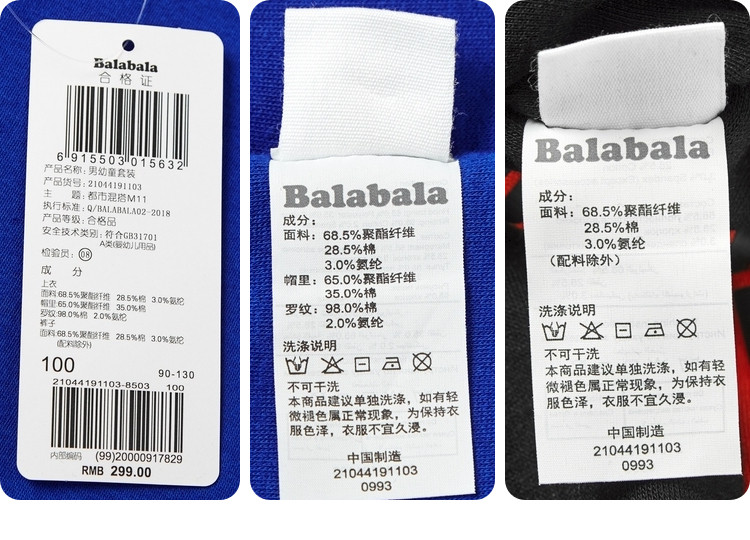 Balabala
合格证
6 915503 015632
产品名称: 男幼童套装
产品货号: 21044191103
主 题: 都市混搭M11
执行标准: Q/BALABALA02-2018
产品等级: 合格品
安全技术类别: 符合GB31701
A类(婴幼儿用品)
检验员: 08
成 分
上衣
面料:68.5%聚酯纤维 28.5%棉 3.0%氨纶
帽里:65.0%聚酯纤维 35.0%棉
罗纹:98.0%棉 2.0%氨纶
裤子
面料:68.5%聚酯纤维 28.5%棉 3.0%氨纶
(配料除外)
100
90-130
21044191103-8503 100
内部编码 (99)20000917829
RMB 299.00
Balabala
成分:
面料: 68.5%聚酯纤维
28.5%棉
3.0%氨纶
帽里: 65.0%聚酯纤维
35.0%棉
罗纹: 98.0%棉
2.0%氨纶
洗涤说明
不可干洗
本商品建议单独洗涤, 如有轻
微褪色属正常现象, 为保持衣
服色泽, 衣服不宜久浸。
中国制造
21044191103
0993
Balabala
成分:
面料: 68.5%聚酯纤维
28.5%棉
3.0%氨纶
(配料除外)
洗涤说明
不可干洗
本商品建议单独洗涤, 如有轻
微褪色属正常现象, 为保持衣
服色泽, 衣服不宜久浸。
中国制造
21044191103
0993